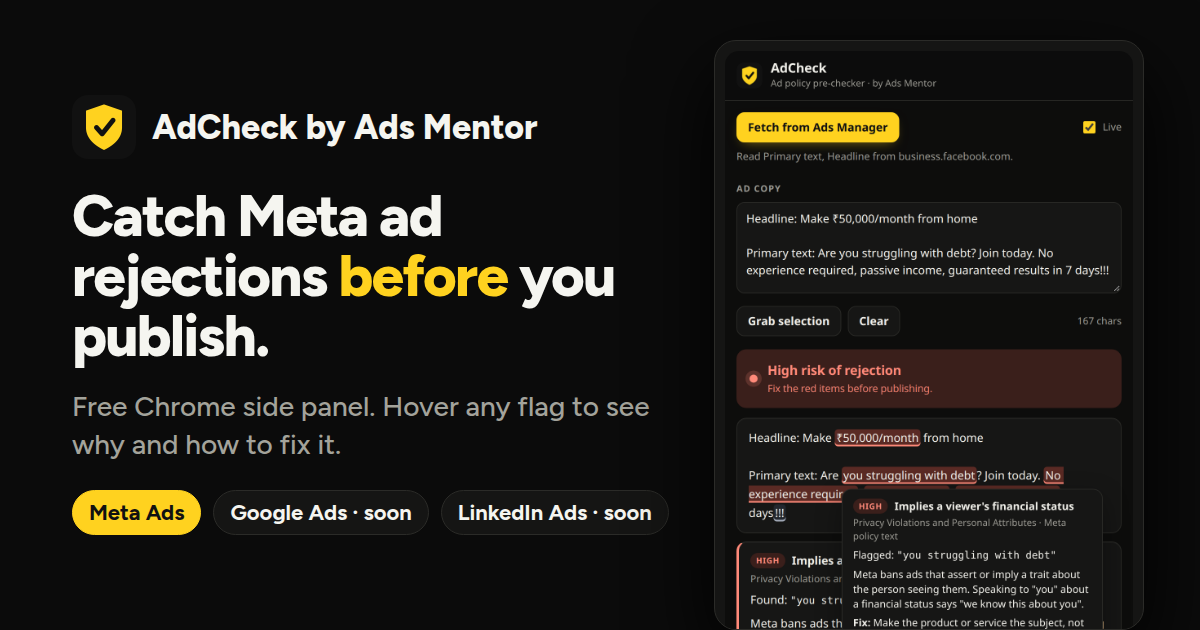 AdCheck by Ads Mentor
Catch Meta ad
rejections before you
publish.
Free Chrome side panel. Hover any flag to see
why and how to fix it.
Meta Ads
Google Ads · soon
LinkedIn Ads · soon
AdCheck
Ad policy pre-checker · by Ads Mentor
Fetch from Ads Manager
Live
Read Primary text, Headline from business.facebook.com.
AD COPY
Headline: Make ₹50,000/month from home
Primary text: Are you struggling with debt? Join today. No
experience required, passive income, guaranteed results in 7 days!!!
Grab selection
Clear
167 chars
High risk of rejection
Fix the red items before publishing.
Headline: Make ₹50,000/month from home
Primary text: Are you struggling with debt? Join today. No
experience
days!!!
HIGH Implies a viewer's financial status
Privacy Violations and Personal Attributes · Meta
policy text
Flagged: "you struggling with debt"
Meta bans ads that assert or imply a trait about
the person seeing them. Speaking to "you" about
a financial status says "we know this about you".
Fix: Make the product or service the subject, not
HIGH Implies a
Privacy Violations
Found: "you
Meta bans ads